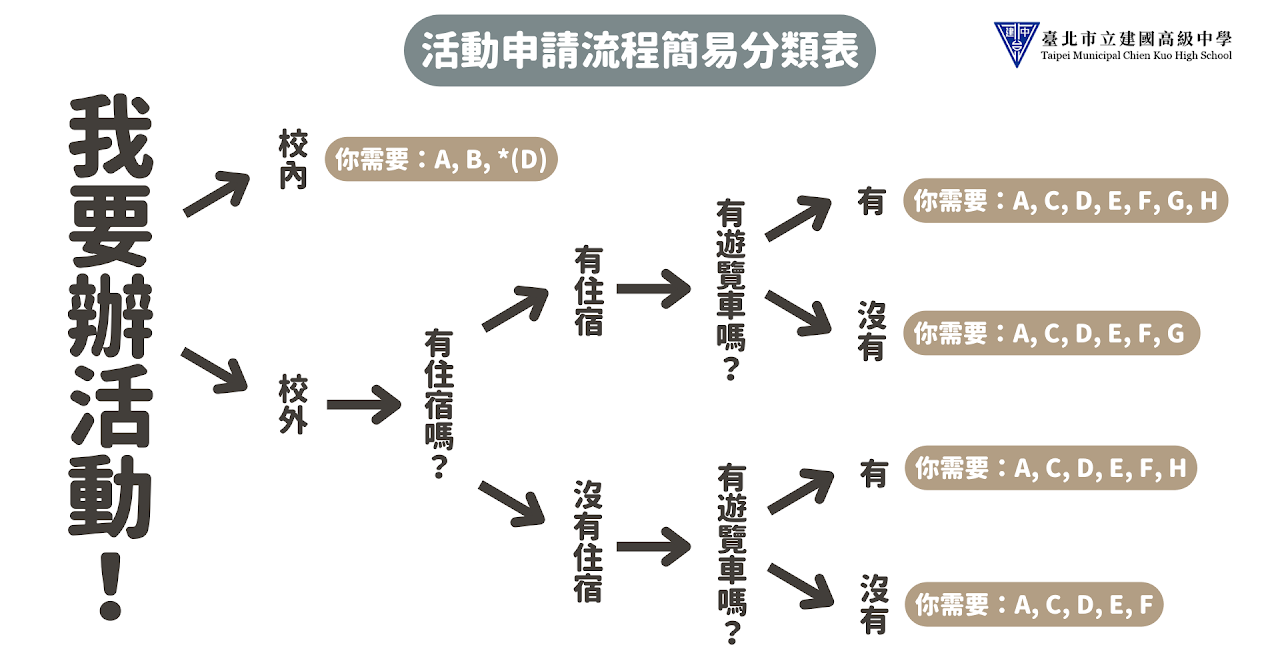 活動申請流程簡易分類表
建中
臺北市立建國高級中學
Taipei Municipal Chien Kuo High School
我要辦活動！
校內
你需要：A, B, *(D)
校外
有住宿嗎？
有住宿
有遊覽車嗎？
有
你需要：A, C, D, E, F, G, H
沒有
你需要：A, C, D, E, F, G
沒有住宿
有遊覽車嗎？
有
你需要：A, C, D, E, F, H
沒有
你需要：A, C, D, E, F